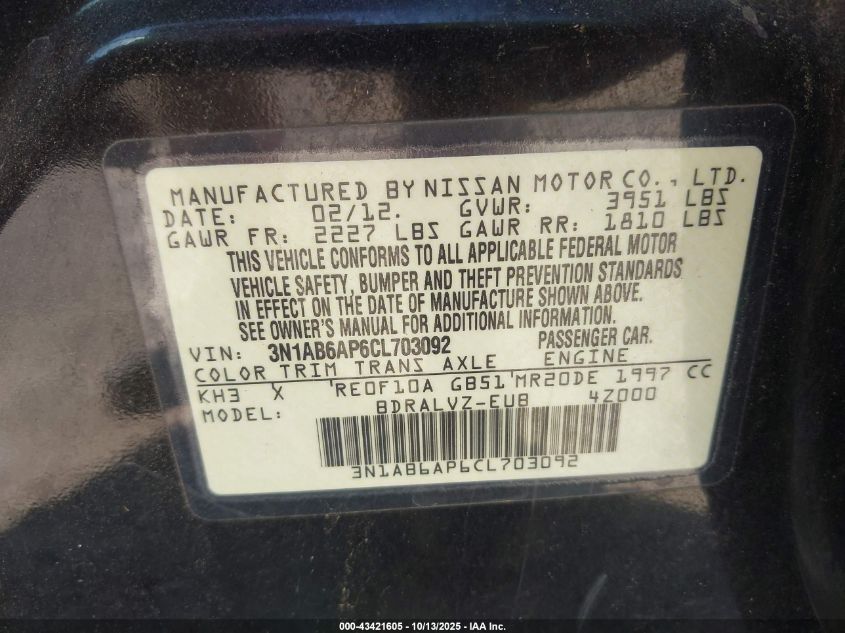 MANUFACTURED BY NISSAN MOTOR CO., LTD.
DATE: 02/12. GVWR: 3951 LBS
GAWR FR: 2227 LBS GAWR RR: 1810 LBS
THIS VEHICLE CONFORMS TO ALL APPLICABLE FEDERAL MOTOR
VEHICLE SAFETY, BUMPER AND THEFT PREVENTION STANDARDS
IN EFFECT ON THE DATE OF MANUFACTURE SHOWN ABOVE.
SEE OWNER'S MANUAL FOR ADDITIONAL INFORMATION.
VIN: 3N1AB6AP6CL703092 PASSENGER CAR.
COLOR TRIM TRANS AXLE ENGINE
KH3 X RE0F10A GB51 MR20DE 1997 CC
MODEL: BDRALVZ-EUB 4Z000
3N1AB6AP6CL703092
000-43421605 - 10/13/2025 - IAA Inc.